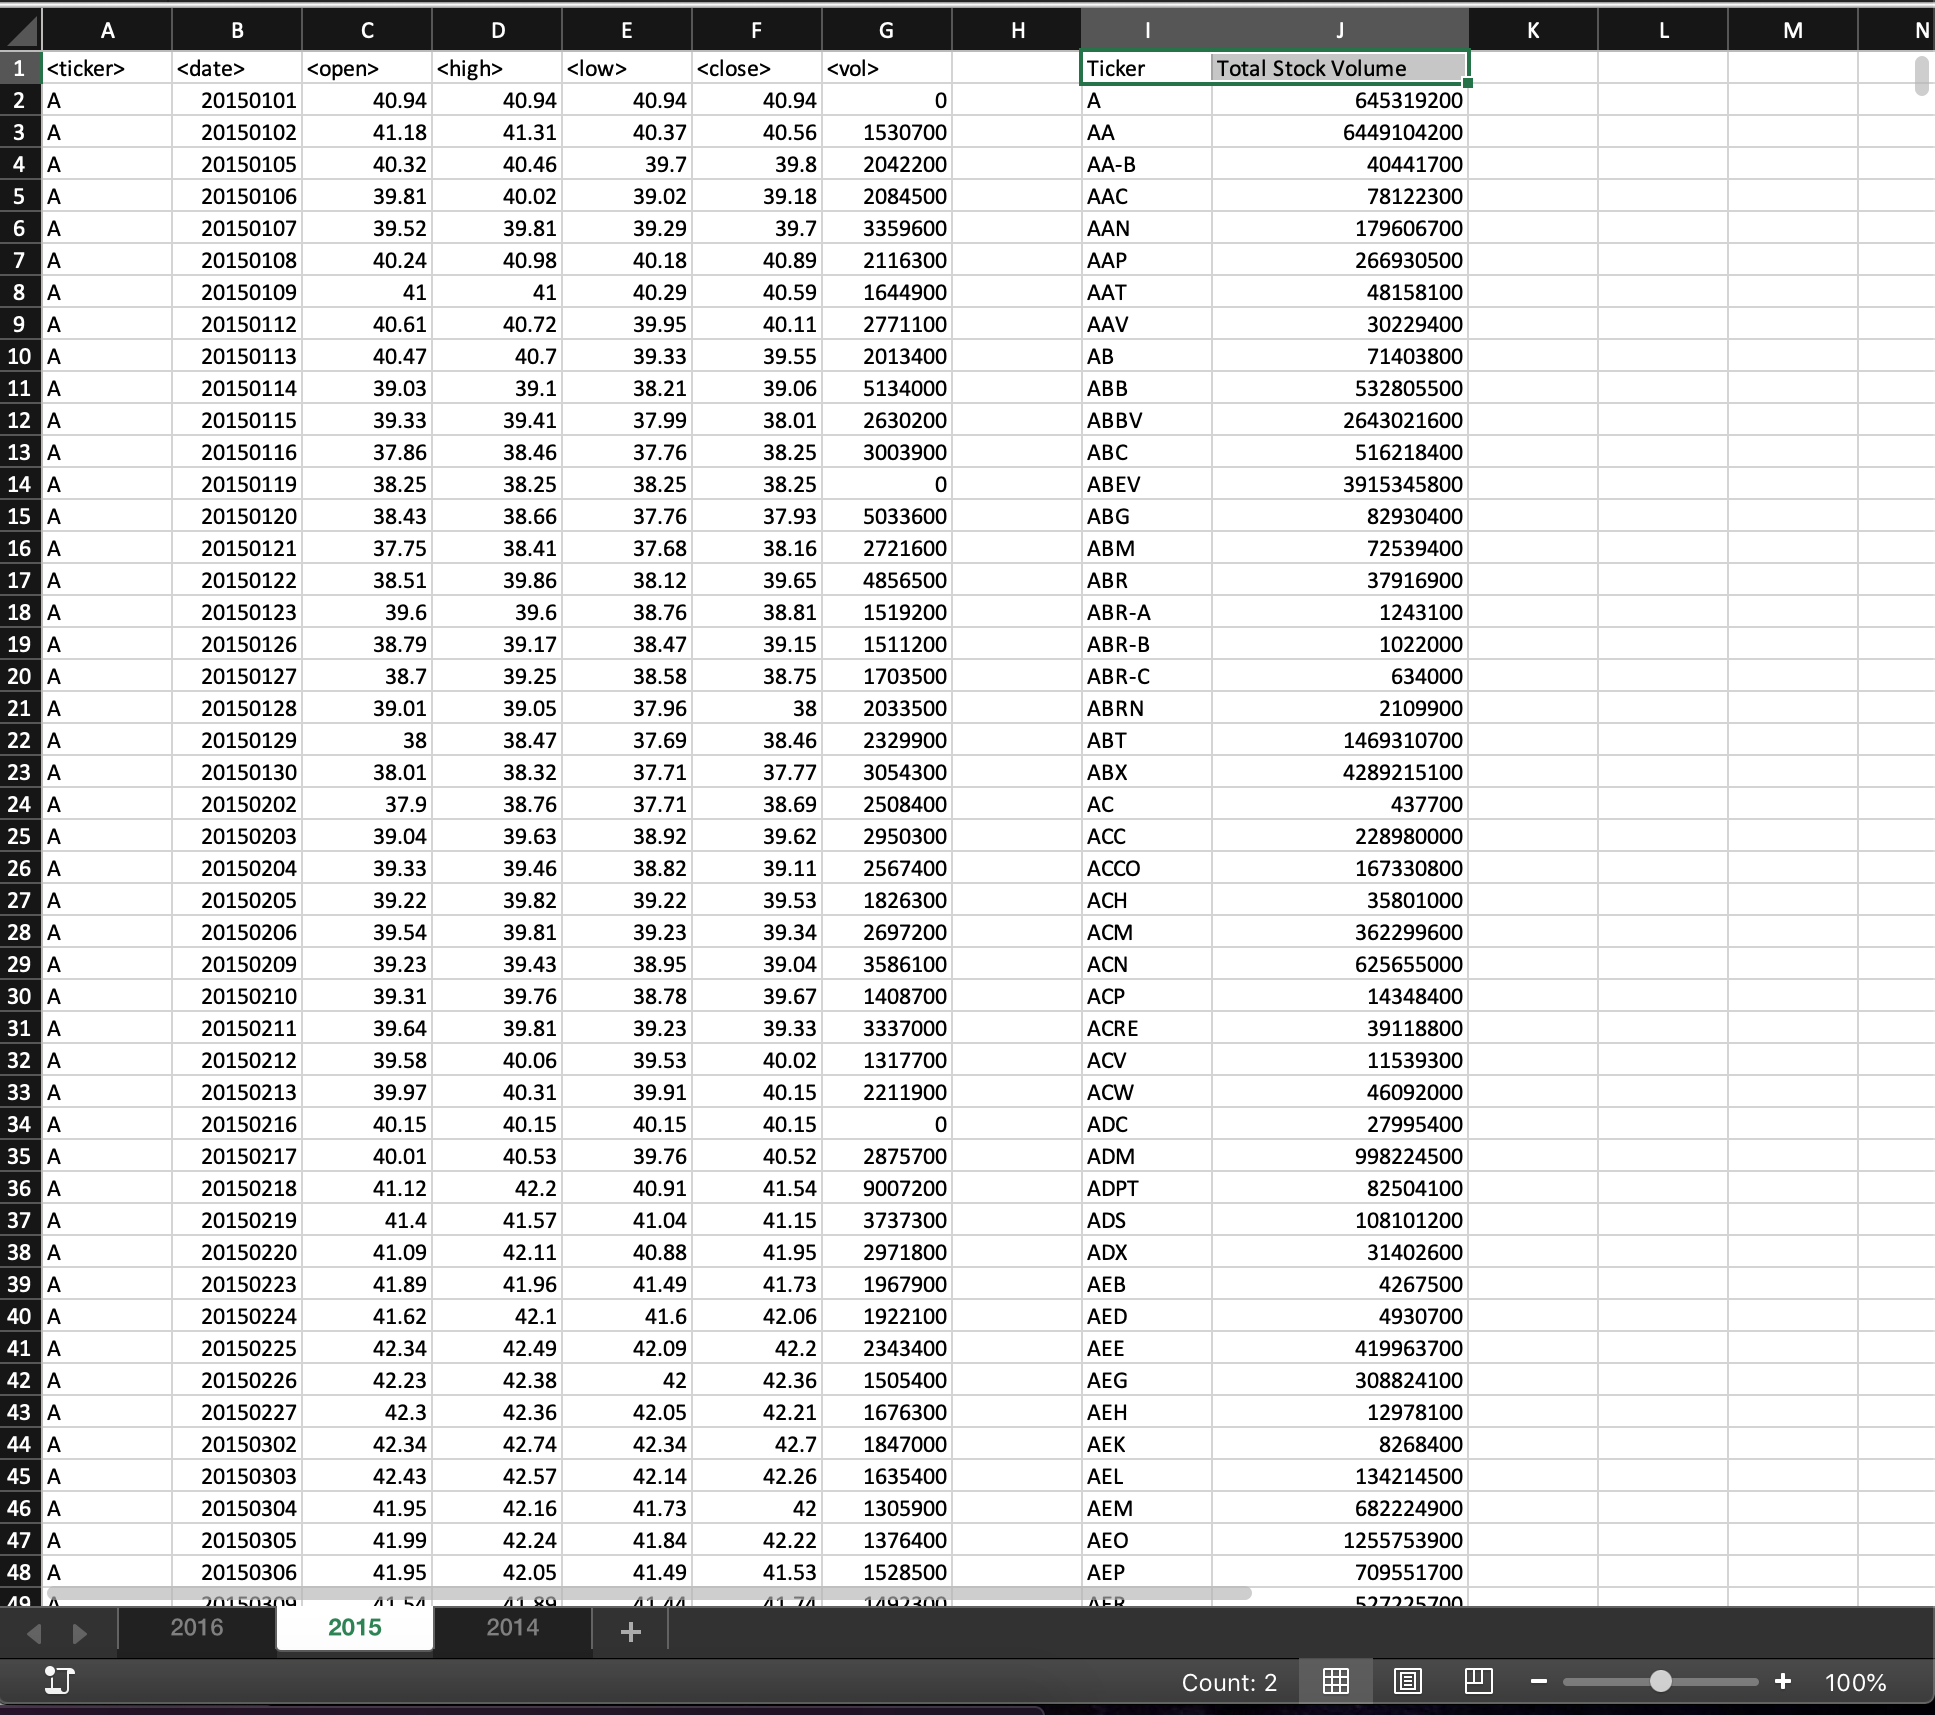 A B C D E F G H I J K L M N
1 <ticker> <date> <open> <high> <low> <close> <vol> Ticker Total Stock Volume
2 A 20150101 40.94 40.94 40.94 40.94 0 A 645319200
3 A 20150102 41.18 41.31 40.37 40.56 1530700 AA 6449104200
4 A 20150105 40.32 40.46 39.7 39.8 2042200 AA-B 40441700
5 A 20150106 39.81 40.02 39.02 39.18 2084500 AAC 78122300
6 A 20150107 39.52 39.81 39.29 39.7 3359600 AAN 179606700
7 A 20150108 40.24 40.98 40.18 40.89 2116300 AAP 266930500
8 A 20150109 41 41 40.29 40.59 1644900 AAT 48158100
9 A 20150112 40.61 40.72 39.95 40.11 2771100 AAV 30229400
10 A 20150113 40.47 40.7 39.33 39.55 2013400 AB 71403800
11 A 20150114 39.03 39.1 38.21 39.06 5134000 ABB 532805500
12 A 20150115 39.33 39.41 37.99 38.01 2630200 ABBV 2643021600
13 A 20150116 37.86 38.46 37.76 38.25 3003900 ABC 516218400
14 A 20150119 38.25 38.25 38.25 38.25 0 ABEV 3915345800
15 A 20150120 38.43 38.66 37.76 37.93 5033600 ABG 82930400
16 A 20150121 37.75 38.41 37.68 38.16 2721600 ABM 72539400
17 A 20150122 38.51 39.86 38.12 39.65 4856500 ABR 37916900
18 A 20150123 39.6 39.6 38.76 38.81 1519200 ABR-A 1243100
19 A 20150126 38.79 39.17 38.47 39.15 1511200 ABR-B 1022000
20 A 20150127 38.7 39.25 38.58 38.75 1703500 ABR-C 634000
21 A 20150128 39.01 39.05 37.96 38 2033500 ABRN 2109900
22 A 20150129 38 38.47 37.69 38.46 2329900 ABT 1469310700
23 A 20150130 38.01 38.32 37.71 37.77 3054300 ABX 4289215100
24 A 20150202 37.9 38.76 37.71 38.69 2508400 AC 437700
25 A 20150203 39.04 39.63 38.92 39.62 2950300 ACC 228980000
26 A 20150204 39.33 39.46 38.82 39.11 2567400 ACCO 167330800
27 A 20150205 39.22 39.82 39.22 39.53 1826300 ACH 35801000
28 A 20150206 39.54 39.81 39.23 39.34 2697200 ACM 362299600
29 A 20150209 39.23 39.43 38.95 39.04 3586100 ACN 625655000
30 A 20150210 39.31 39.76 38.78 39.67 1408700 ACP 14348400
31 A 20150211 39.64 39.81 39.23 39.33 3337000 ACRE 39118800
32 A 20150212 39.58 40.06 39.53 40.02 1317700 ACV 11539300
33 A 20150213 39.97 40.31 39.91 40.15 2211900 ACW 46092000
34 A 20150216 40.15 40.15 40.15 40.15 0 ADC 27995400
35 A 20150217 40.01 40.53 39.76 40.52 2875700 ADM 998224500
36 A 20150218 41.12 42.2 40.91 41.54 9007200 ADPT 82504100
37 A 20150219 41.4 41.57 41.04 41.15 3737300 ADS 108101200
38 A 20150220 41.09 42.11 40.88 41.95 2971800 ADX 31402600
39 A 20150223 41.89 41.96 41.49 41.73 1967900 AEB 4267500
40 A 20150224 41.62 42.1 41.6 42.06 1922100 AED 4930700
41 A 20150225 42.34 42.49 42.09 42.2 2343400 AEE 419963700
42 A 20150226 42.23 42.38 42 42.36 1505400 AEG 308824100
43 A 20150227 42.3 42.36 42.05 42.21 1676300 AEH 12978100
44 A 20150302 42.34 42.74 42.34 42.7 1847000 AEK 8268400
45 A 20150303 42.43 42.57 42.14 42.26 1635400 AEL 134214500
46 A 20150304 41.95 42.16 41.73 42 1305900 AEM 682224900
47 A 20150305 41.99 42.24 41.84 42.22 1376400 AEO 1255753900
48 A 20150306 41.95 42.05 41.49 41.53 1528500 AEP 709551700
49 A 20150309 41.54 41.89 41.44 41.74 1492300 AER 527225700
2016 2015 2014 +
Count: 2 100%